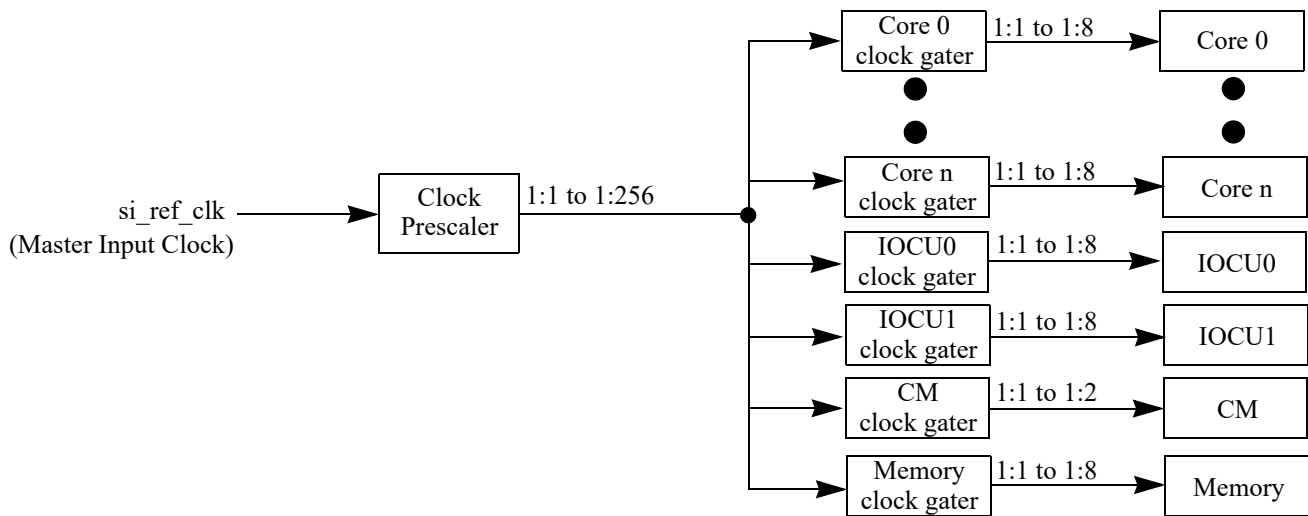 Core 0
clock gater
1:1 to 1:8
Core 0
Core n
clock gater
1:1 to 1:8
Core n
si_ref_clk
(Master Input Clock)
Clock
Prescaler
1:1 to 1:256
IOCU0
clock gater
1:1 to 1:8
IOCU0
IOCU1
clock gater
1:1 to 1:8
IOCU1
CM
clock gater
1:1 to 1:2
CM
Memory
clock gater
1:1 to 1:8
Memory